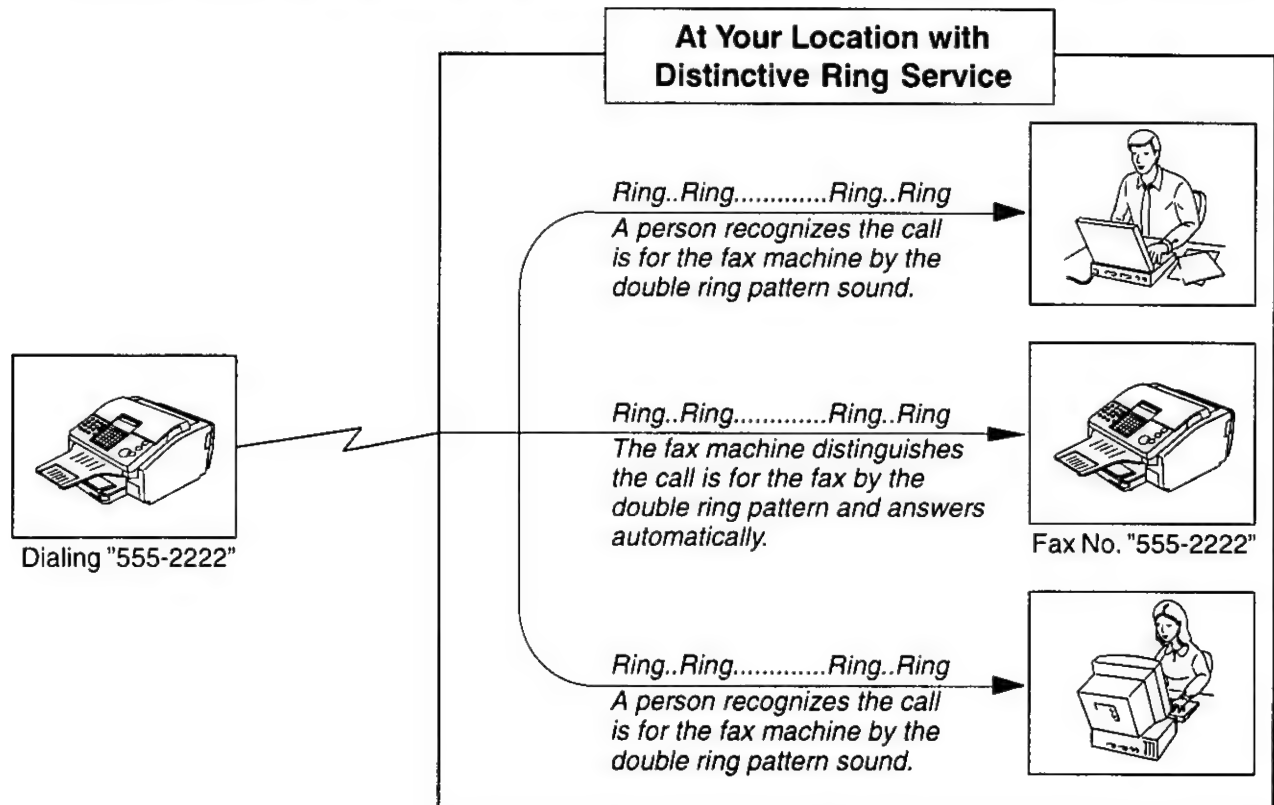 At Your Location with
Distinctive Ring Service
Ring..Ring.............Ring..Ring
A person recognizes the call
is for the fax machine by the
double ring pattern sound.
Ring..Ring.............Ring..Ring
The fax machine distinguishes
the call is for the fax by the
double ring pattern and answers
automatically.
Dialing "555-2222"
Fax No. "555-2222"
Ring..Ring.............Ring..Ring
A person recognizes the call
is for the fax machine by the
double ring pattern sound.